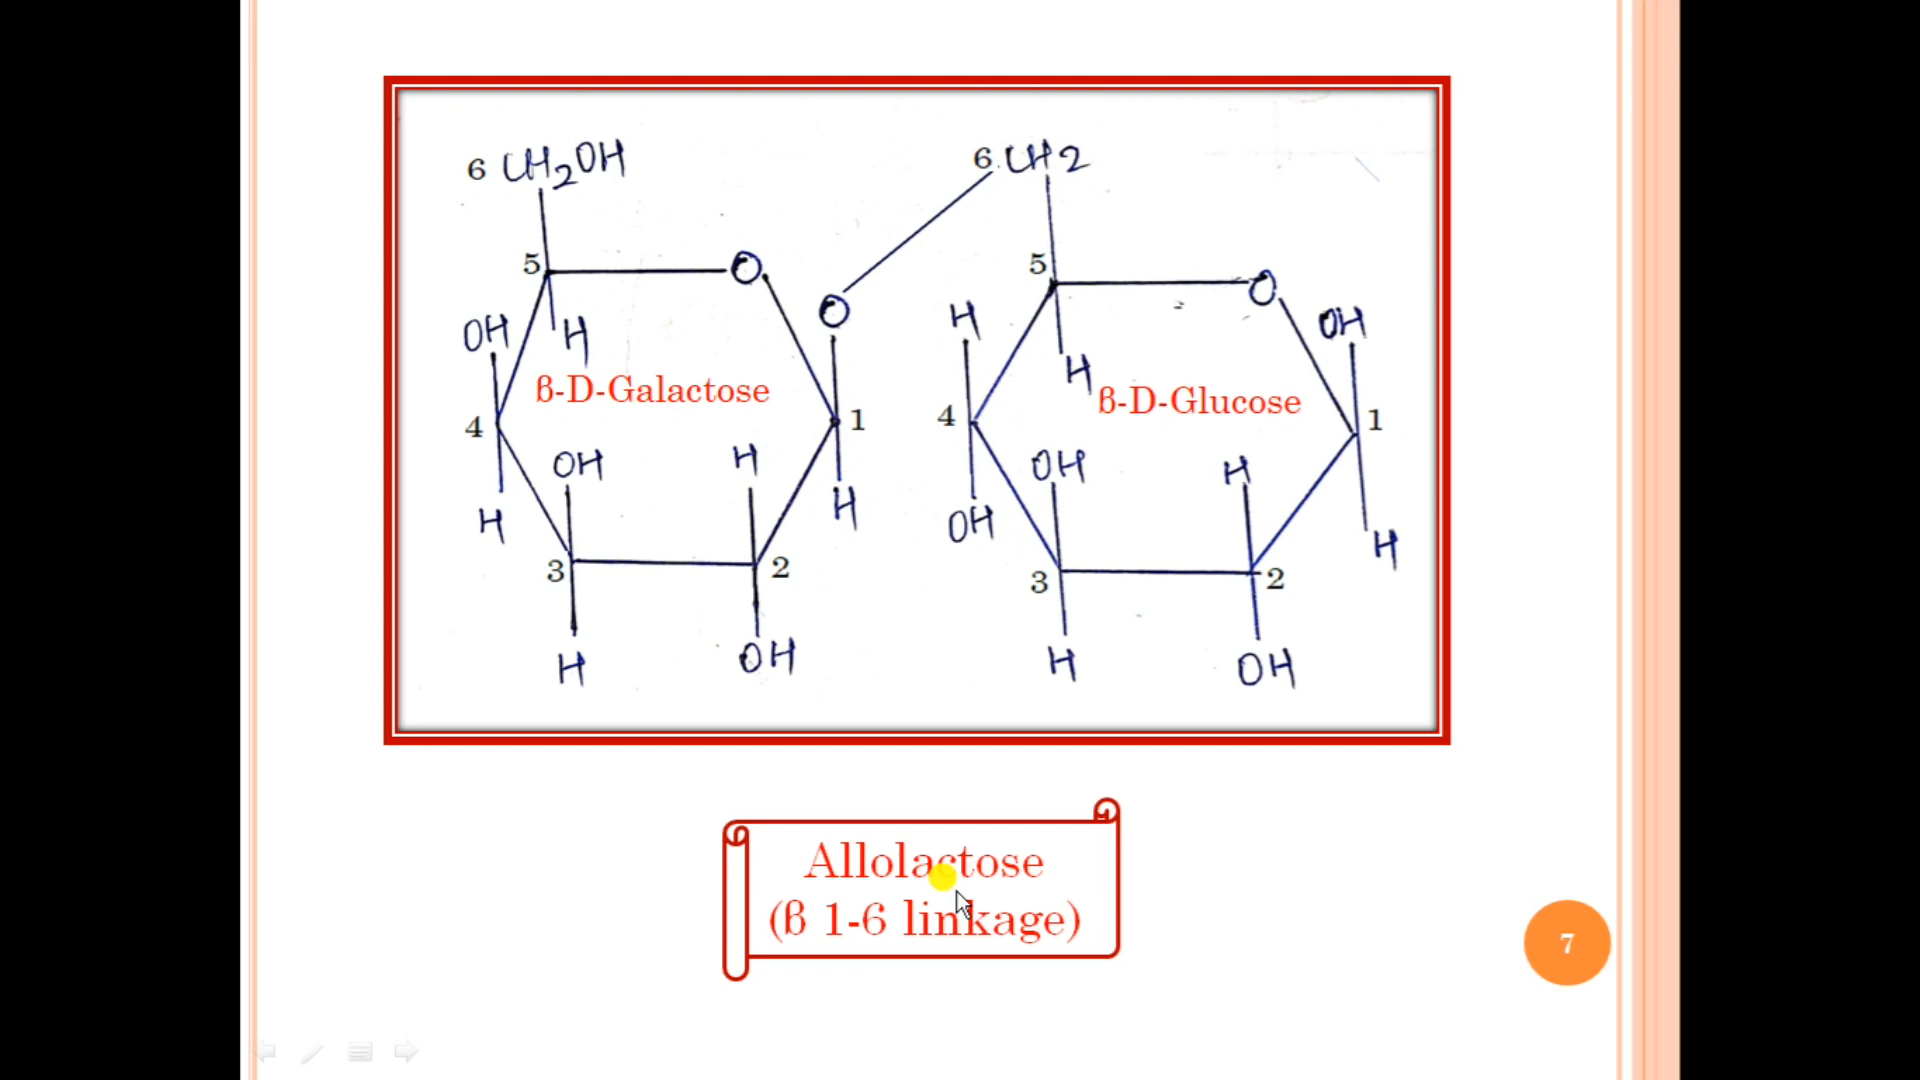 6 CH2OH
6 CH2
5
O
5
O
O
OH
H
H
OH
H
β-D-Galactose
β-D-Glucose
4
1
4
1
OH
H
OH
H
H
H
OH
H
3
2
3
2
H
OH
H
OH
Allolactose
(β 1-6 linkage)
7